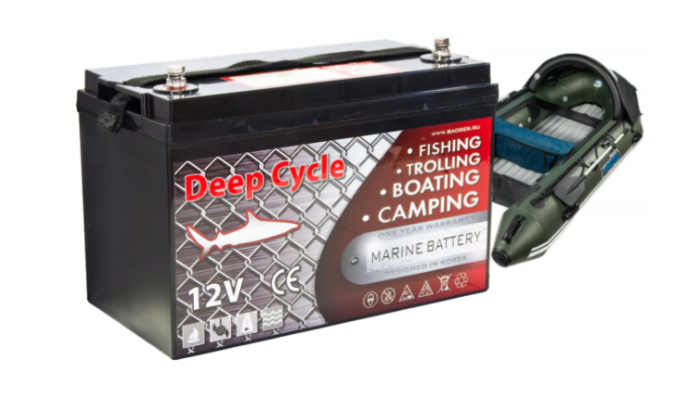 WWW.BADGER.RU
• FISHING
• TROLLING
• BOATING
• CAMPING
Deep Cycle
ONE YEAR WARRANTY
MARINE BATTERY
DESIGNED IN KOREA
12V CE